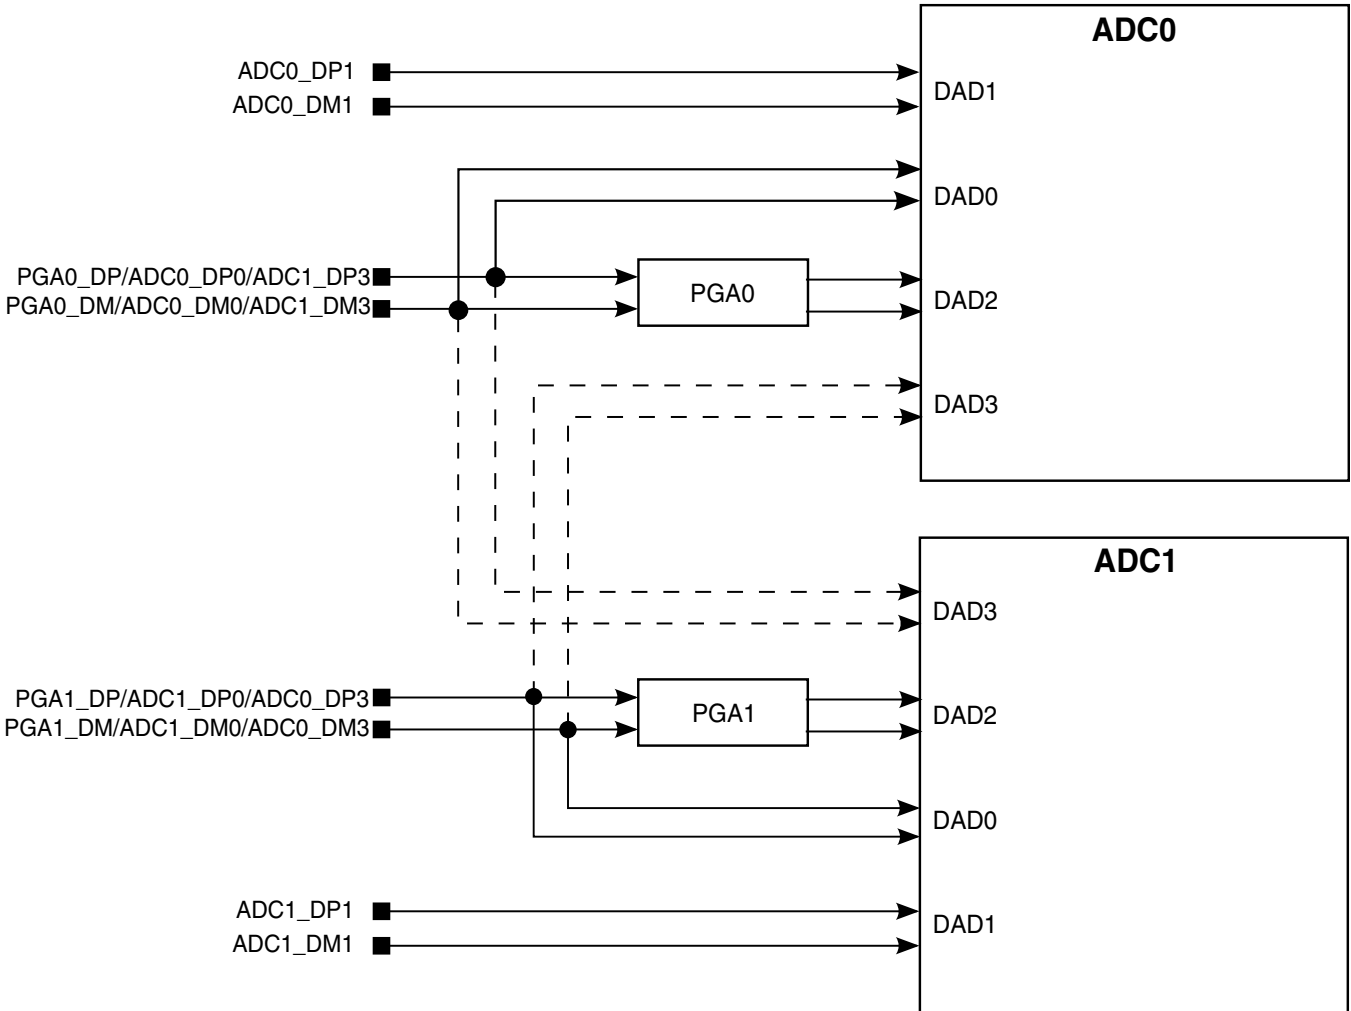 ADC0
ADC0_DP1
ADC0_DM1
DAD1
DAD0
PGA0_DP/ADC0_DP0/ADC1_DP3
PGA0_DM/ADC0_DM0/ADC1_DM3
PGA0
DAD2
DAD3
ADC1
DAD3
PGA1_DP/ADC1_DP0/ADC0_DP3
PGA1_DM/ADC1_DM0/ADC0_DM3
PGA1
DAD2
DAD0
ADC1_DP1
ADC1_DM1
DAD1